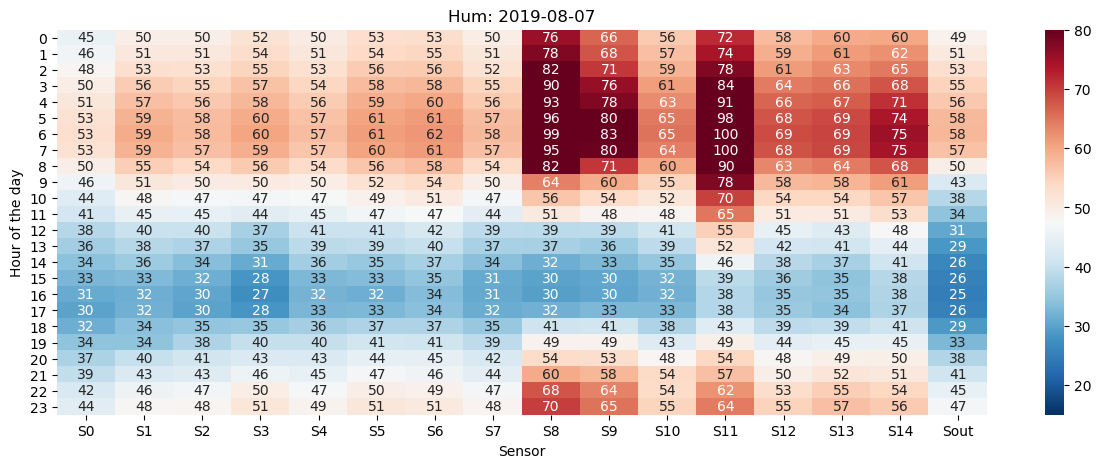 Hum: 2019-08-07
0 45 50 50 52 50 53 53 50 76 66 56 72 58 60 60 49
1 46 51 51 54 51 54 55 51 78 68 57 74 59 61 62 51
2 48 53 53 55 53 56 56 52 82 71 59 78 61 63 65 53
3 50 56 55 57 54 58 58 55 90 76 61 84 64 66 68 55
4 51 57 56 58 56 59 60 56 93 78 63 91 66 67 71 56
5 53 59 58 60 57 61 61 57 96 80 65 98 68 69 74 58
6 53 59 58 60 57 61 62 58 99 83 65 100 69 69 75 58
7 53 59 57 59 57 60 61 57 95 80 64 100 68 69 75 57
8 50 55 54 56 54 56 58 54 82 71 60 90 63 64 68 50
9 46 51 50 50 50 52 54 50 64 60 55 78 58 58 61 43
10 44 48 47 47 47 49 51 47 56 54 52 70 54 54 57 38
11 41 45 45 44 45 47 47 44 51 48 48 65 51 51 53 34
12 38 40 40 37 41 41 42 39 39 39 41 55 45 43 48 31
13 36 38 37 35 39 39 40 37 37 36 39 52 42 41 44 29
14 34 36 34 31 36 35 37 34 32 33 35 46 38 37 41 26
15 33 33 32 28 33 33 35 31 30 30 32 39 36 35 38 26
16 31 32 30 27 32 32 34 31 30 30 32 38 35 35 38 25
17 30 32 30 28 33 33 34 32 32 33 33 38 35 34 37 26
18 32 34 35 35 36 37 37 35 41 41 38 43 39 39 41 29
19 34 34 38 40 40 41 41 39 49 49 43 49 44 45 45 33
20 37 40 41 43 43 44 45 42 54 53 48 54 48 49 50 38
21 39 43 43 46 45 47 46 44 60 58 54 57 50 52 51 41
22 42 46 47 50 47 50 49 47 68 64 54 62 53 55 54 45
23 44 48 48 51 49 51 51 48 70 65 55 64 55 57 56 47
S0 S1 S2 S3 S4 S5 S6 S7 S8 S9 S10 S11 S12 S13 S14 Sout
Sensor
Hour of the day
80
70
60
50
40
30
20